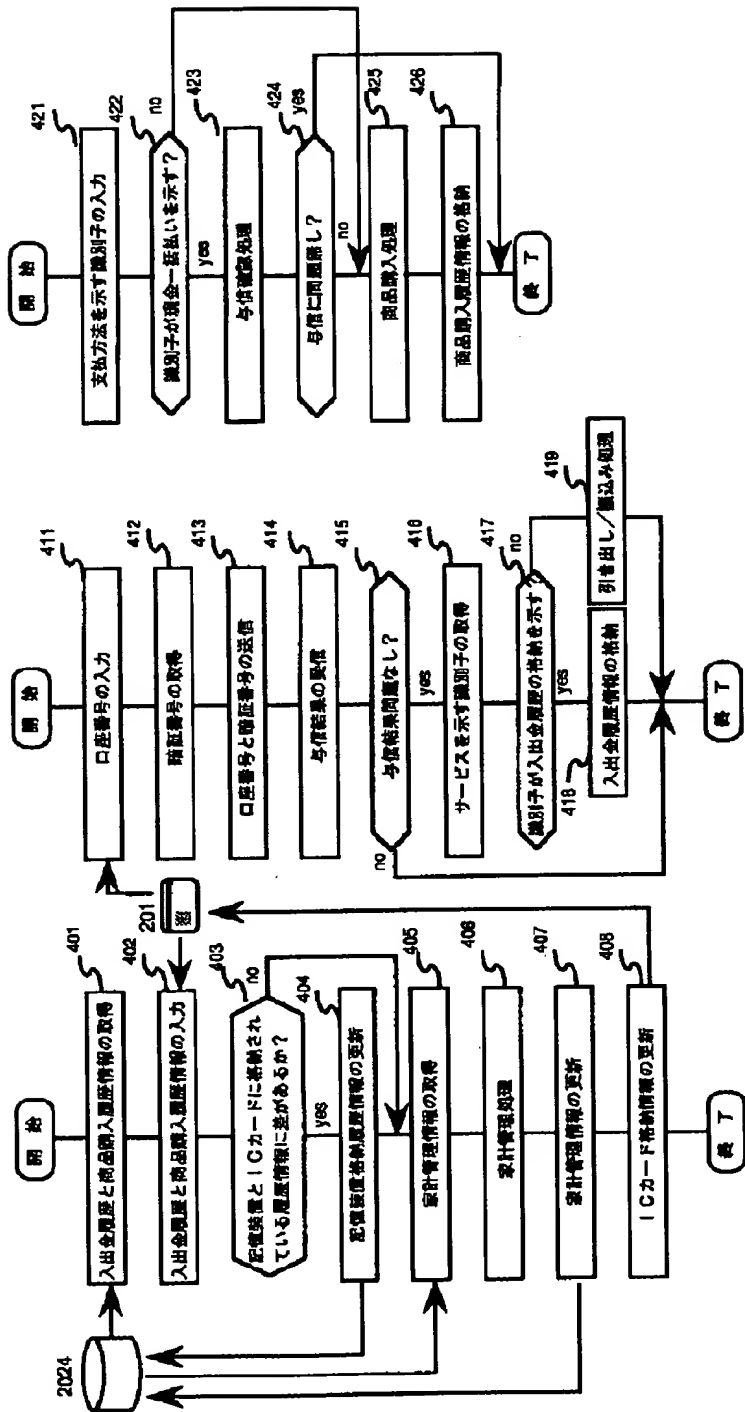 2024
開 始
入出金履歴と商品購入履歴情報の取得
401
入出金履歴と商品購入履歴情報の入力
402
201
記憶装置とICカードに格納され
ている履歴情報に差があるか?
403
no
yes
記憶装置格納履歴情報の更新
404
家計管理情報の取得
405
家計管理処理
406
家計管理情報の更新
407
ICカード格納情報の更新
408
終 了
開 始
口座番号の入力
411
暗証番号の取得
412
口座番号と暗証番号の送信
413
与信結果の受信
414
与信結果問題なし?
415
no
yes
サービスを示す識別子の取得
416
識別子が入出金履歴の格納を示す?
417
no
yes
418
入出金履歴情報の格納
引き出し/振込み処理
419
終 了
開 始
支払方法を示す識別子の入力
421
識別子が現金一括払いを示す?
422
no
yes
与信確認処理
423
与信に問題無し?
424
yes
no
商品購入処理
425
商品購入履歴情報の格納
426
終 了